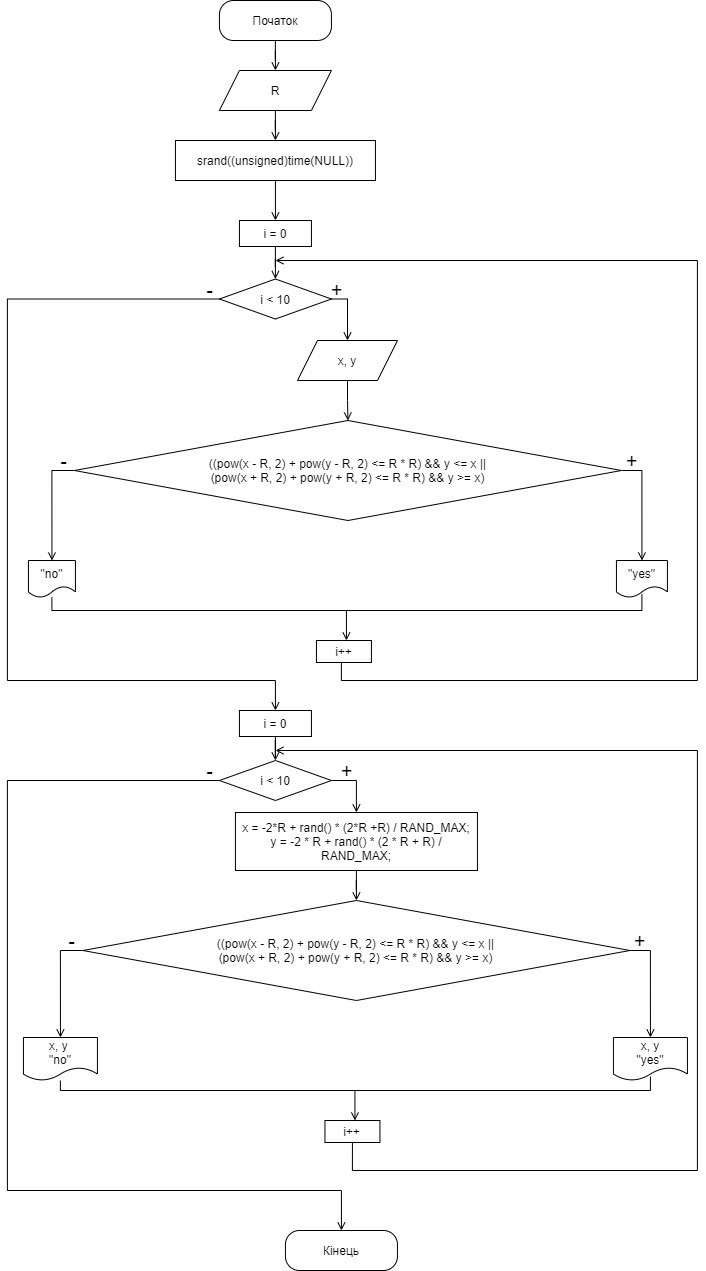 Початок
R
srand((unsigned)time(NULL))
i = 0
-
+
i < 10
x, y
-
+
((pow(x - R, 2) + pow(y - R, 2) <= R * R) && y <= x ||
(pow(x + R, 2) + pow(y + R, 2) <= R * R) && y >= x)
"no"
"yes"
i++
i = 0
-
+
i < 10
x = -2*R + rand() * (2*R +R) / RAND_MAX;
y = -2 * R + rand() * (2 * R + R) /
RAND_MAX;
-
+
((pow(x - R, 2) + pow(y - R, 2) <= R * R) && y <= x ||
(pow(x + R, 2) + pow(y + R, 2) <= R * R) && y >= x)
x, y
"no"
x, y
"yes"
i++
Кінець